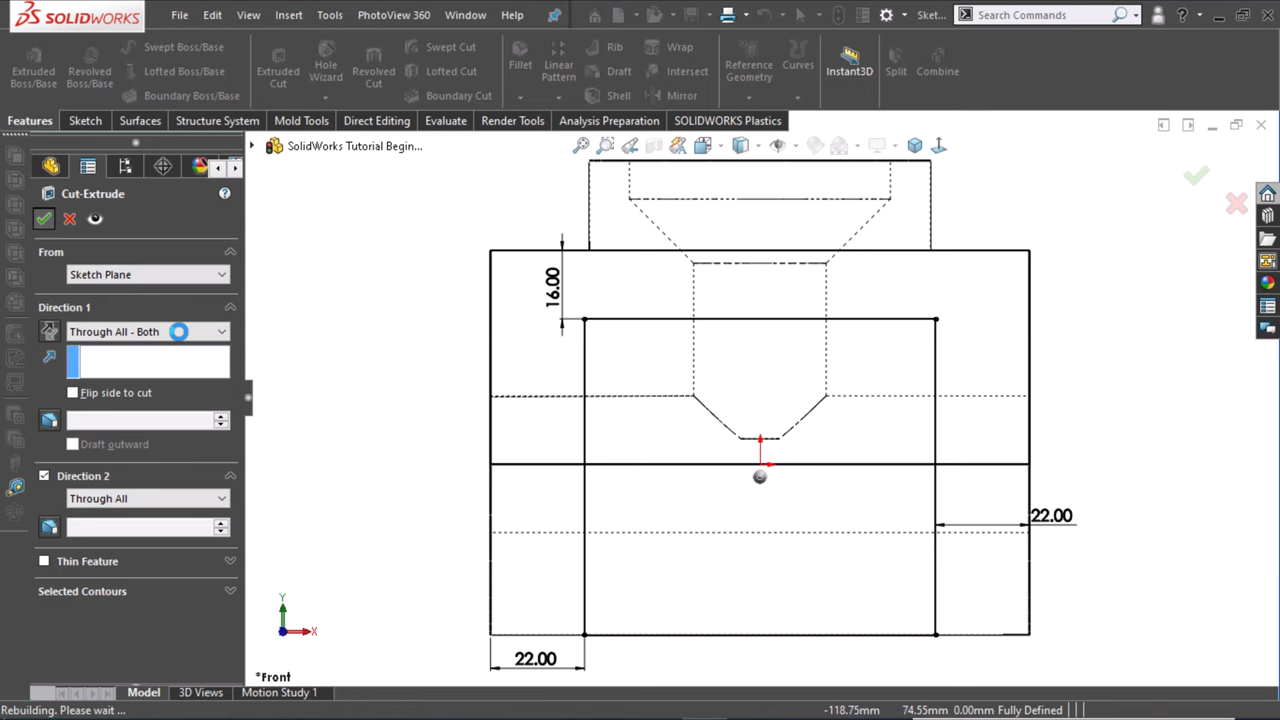 SOLIDWORKS
File Edit View Insert Tools PhotoView 360 Window Help
Sket...
Search Commands
Extruded Boss/Base
Revolved Boss/Base
Swept Boss/Base
Lofted Boss/Base
Boundary Boss/Base
Extruded Cut
Hole Wizard
Revolved Cut
Swept Cut
Lofted Cut
Boundary Cut
Fillet
Linear Pattern
Rib
Draft
Shell
Wrap
Intersect
Mirror
Reference Geometry
Curves
Instant3D
Split
Combine
Features Sketch Surfaces Structure System Mold Tools Direct Editing Evaluate Render Tools Analysis Preparation SOLIDWORKS Plastics
SolidWorks Tutorial Begin...
Cut-Extrude
From
Sketch Plane
Direction 1
Through All - Both
Flip side to cut
Draft outward
Direction 2
Through All
Thin Feature
Selected Contours
16.00
22.00
22.00
Y
X
*Front
Model 3D Views Motion Study 1
Rebuilding. Please wait ...
-118.75mm 74.55mm 0.00mm Fully Defined